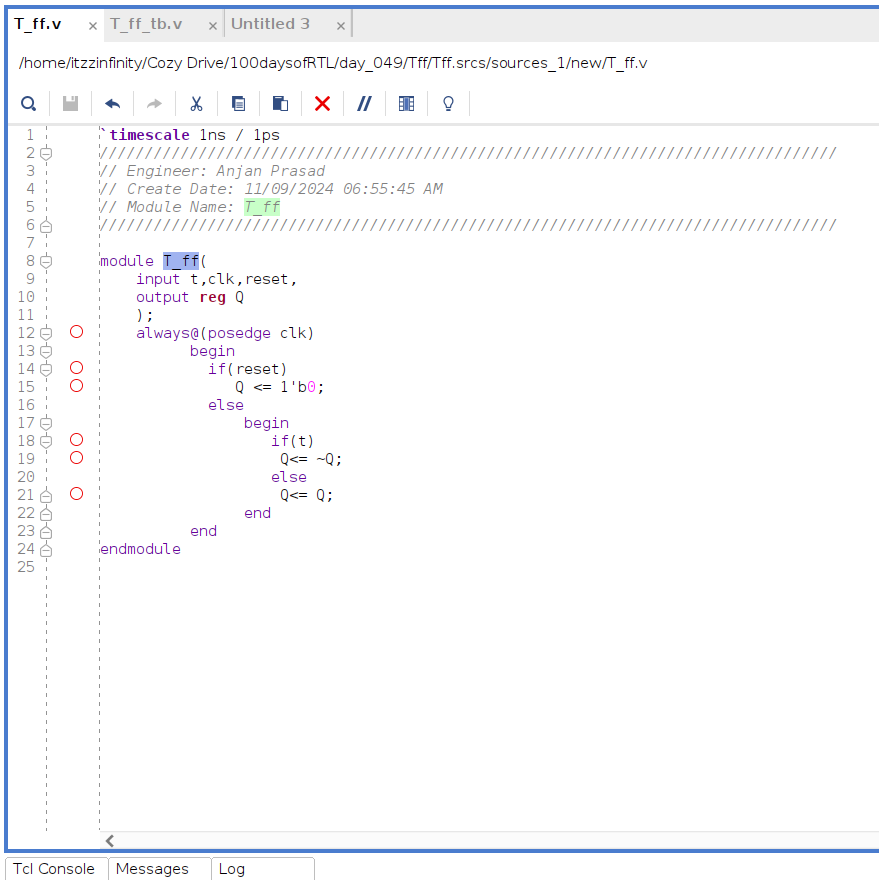 T_ff.v × T_ff_tb.v × Untitled 3 ×
/home/itzzinfinity/Cozy Drive/100daysofRTL/day_049/Tff/Tff.srcs/sources_1/new/T_ff.v
1 `timescale 1ns / 1ps
2 //////////////////////////////////////////////////////////////////////////////////
3 // Engineer: Anjan Prasad
4 // Create Date: 11/09/2024 06:55:45 AM
5 // Module Name: T_ff
6 //////////////////////////////////////////////////////////////////////////////////
7
8 module T_ff(
9 input t,clk,reset,
10 output reg Q
11 );
12 always@(posedge clk)
13 begin
14 if(reset)
15 Q <= 1'b0;
16 else
17 begin
18 if(t)
19 Q<= ~Q;
20 else
21 Q<= Q;
22 end
23 end
24 endmodule
25
Tcl Console Messages Log